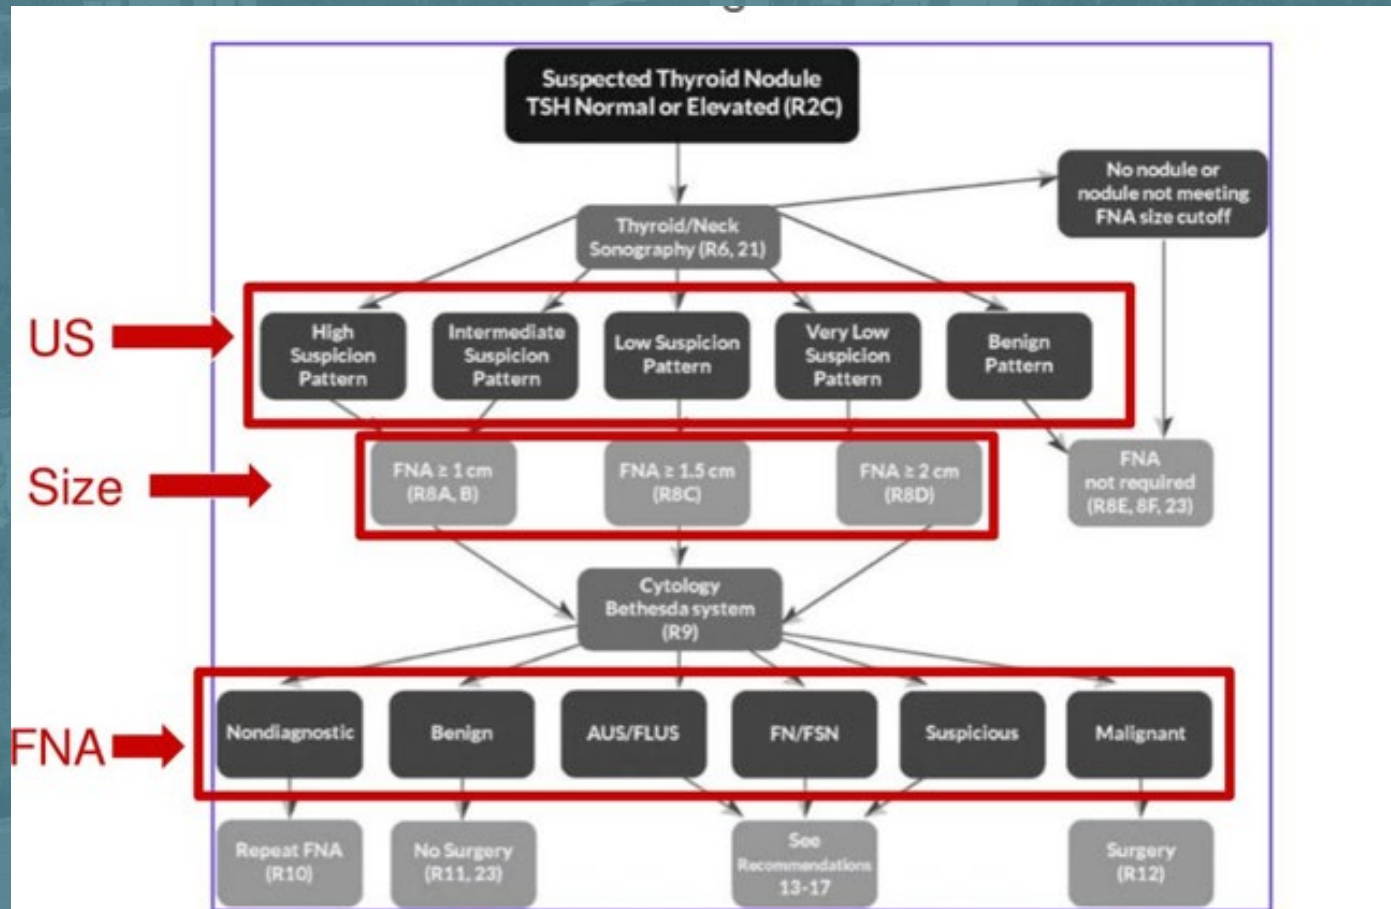 Suspected Thyroid Nodule
TSH Normal or Elevated (R2C)
No nodule or
nodule not meeting
FNA size cutoff
Thyroid/Neck
Sonography (R6, 21)
US
High
Suspicion
Pattern
Intermediate
Suspicion
Pattern
Low Suspicion
Pattern
Very Low
Suspicion
Pattern
Benign
Pattern
Size
FNA ≥ 1 cm
(R8A, B)
FNA ≥ 1.5 cm
(R8C)
FNA ≥ 2 cm
(R8D)
FNA
not required
(R8E, 8F, 23)
Cytology
Bethesda system
(R9)
FNA
Nondiagnostic
Benign
AUS/FLUS
FN/FSN
Suspicious
Malignant
Repeat FNA
(R10)
No Surgery
(R11, 23)
See
Recommendations
13-17
Surgery
(R12)